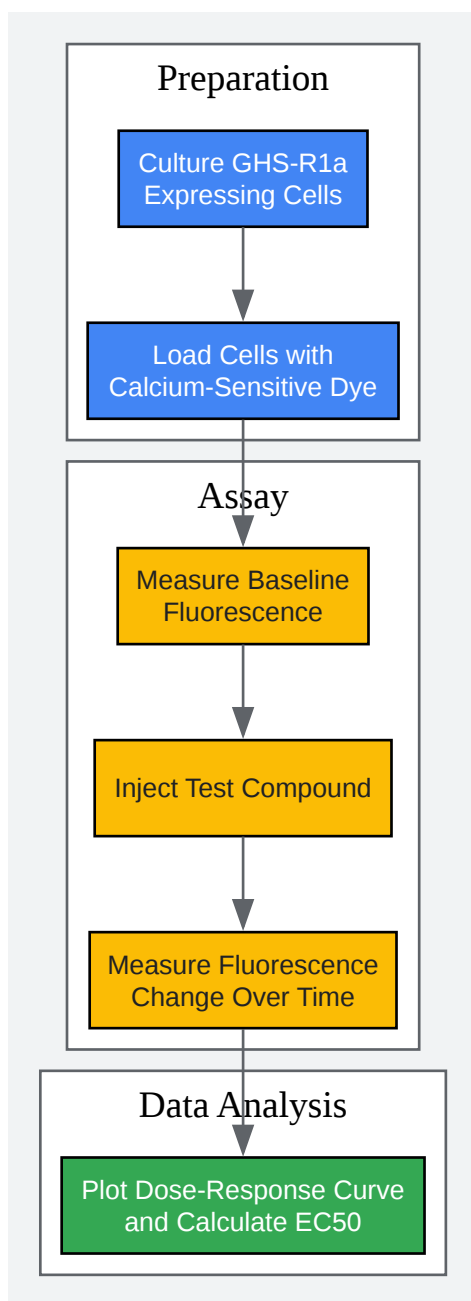 Preparation
Culture GHS-R1a
Expressing Cells
Load Cells with
Calcium-Sensitive Dye
Assay
Measure Baseline
Fluorescence
Inject Test Compound
Measure Fluorescence
Change Over Time
Data Analysis
Plot Dose-Response Curve
and Calculate EC50